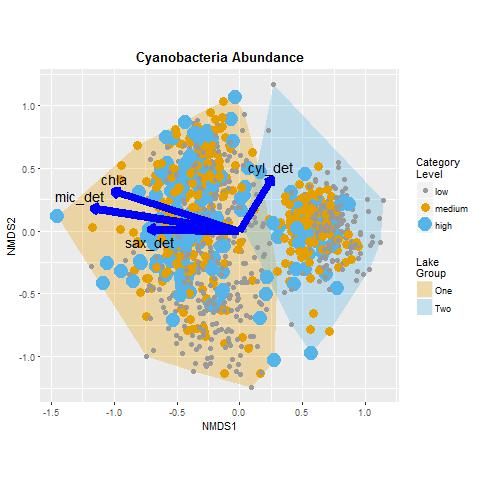 Cyanobacteria Abundance
1.0
0.5
0.0
-0.5
-1.0
NMDS2
cyl_det
chla
mic_det
sax_det
-1.5 -1.0 -0.5 0.0 0.5 1.0
NMDS1
Category
Level
low
medium
high
Lake
Group
One
Two